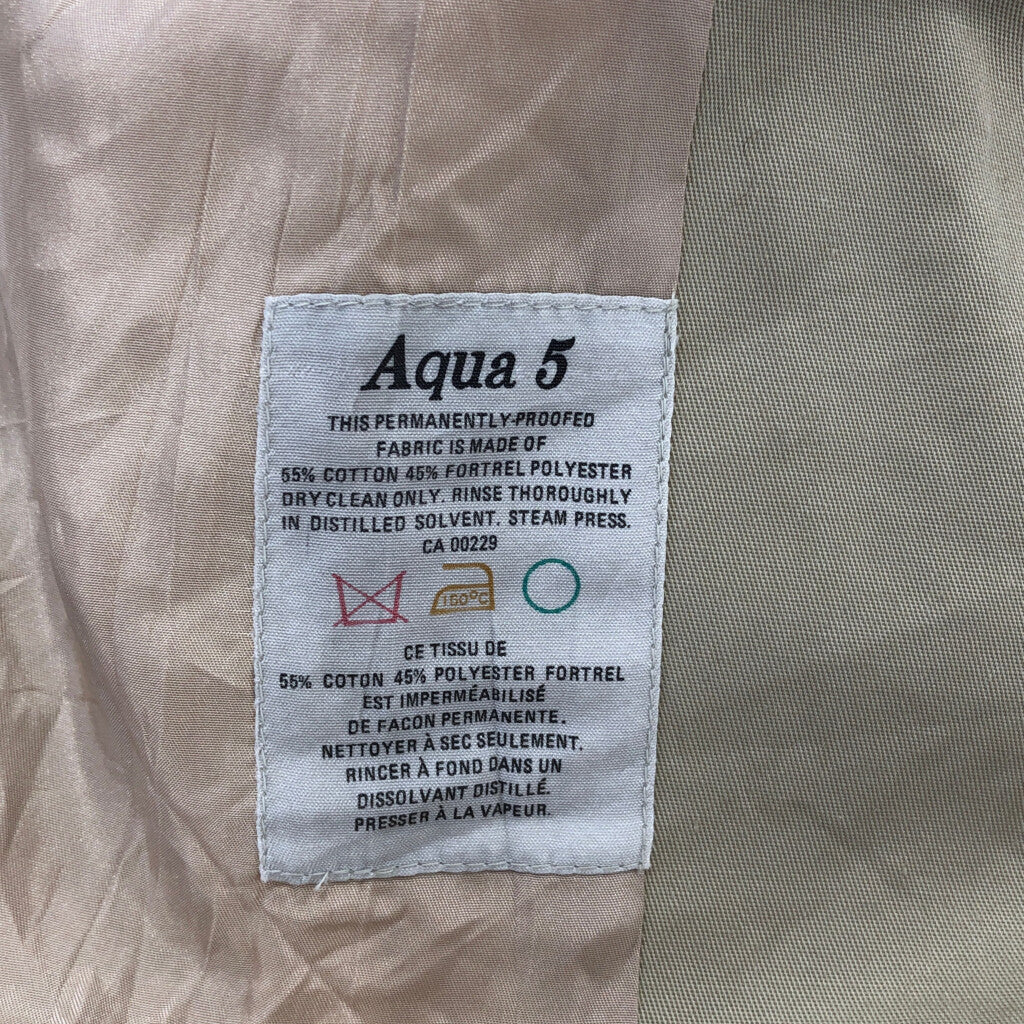 Aqua 5
THIS PERMANENTLY-PROOFED
FABRIC IS MADE OF
55% COTTON 45% FORTREL POLYESTER
DRY CLEAN ONLY. RINSE THOROUGHLY
IN DISTILLED SOLVENT. STEAM PRESS.
CA 00229
160°C
CE TISSU DE
55% COTON 45% POLYESTER FORTREL
EST IMPERMÉABILISÉ
DE FACON PERMANENTE.
NETTOYER À SEC SEULEMENT.
RINCER À FOND DANS UN
DISSOLVANT DISTILLÉ.
PRESSER À LA VAPEUR.